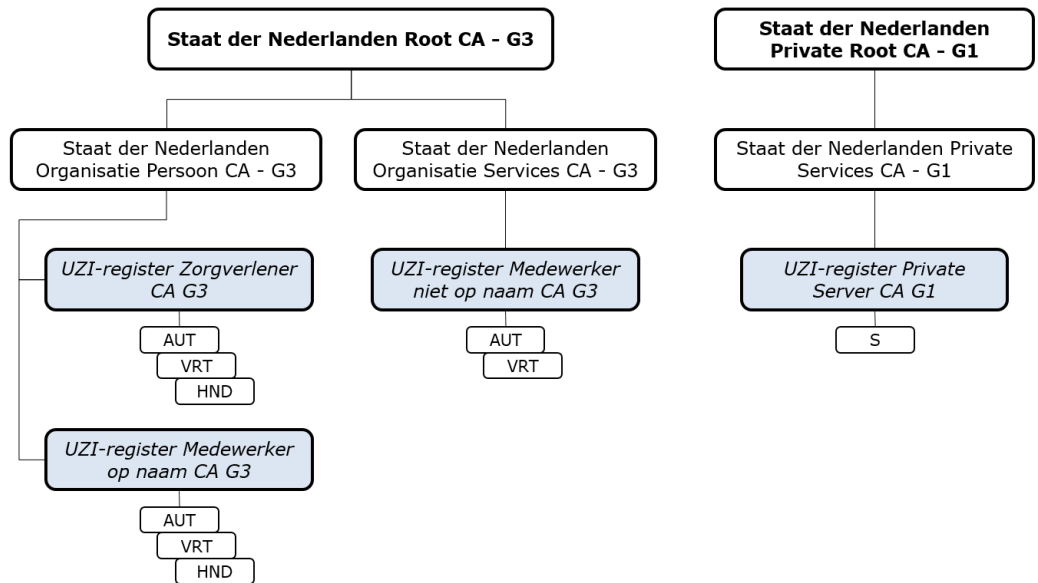 Staat der Nederlanden Root CA - G3
Staat der Nederlanden
Private Root CA - G1
Staat der Nederlanden
Organisatie Persoon CA - G3
Staat der Nederlanden
Organisatie Services CA - G3
Staat der Nederlanden Private
Services CA - G1
UZI-register Zorgverlener
CA G3
UZI-register Medewerker
niet op naam CA G3
UZI-register Private
Server CA G1
AUT
VRT
HND
AUT
VRT
S
UZI-register Medewerker
op naam CA G3
AUT
VRT
HND